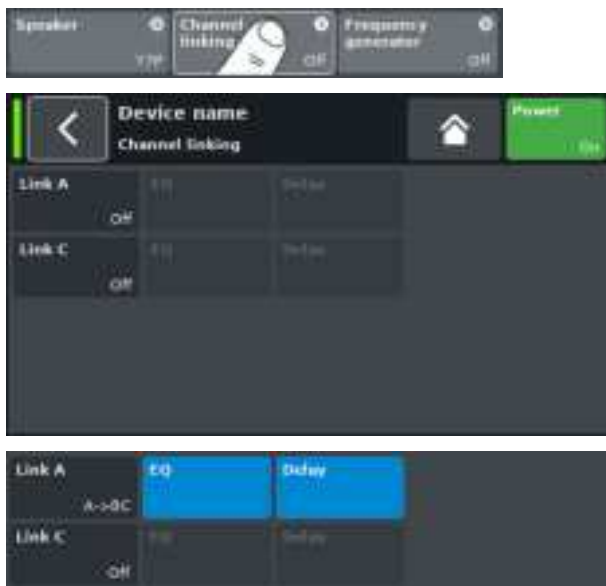 Speaker
Channel linking
Frequency generator
Off
Off
Device name
Channel linking
Power
On
Link A
EQ
Delay
Off
Link C
EQ
Delay
Off
Link A
EQ
Delay
A->BC
Link C
EQ
Delay
Off